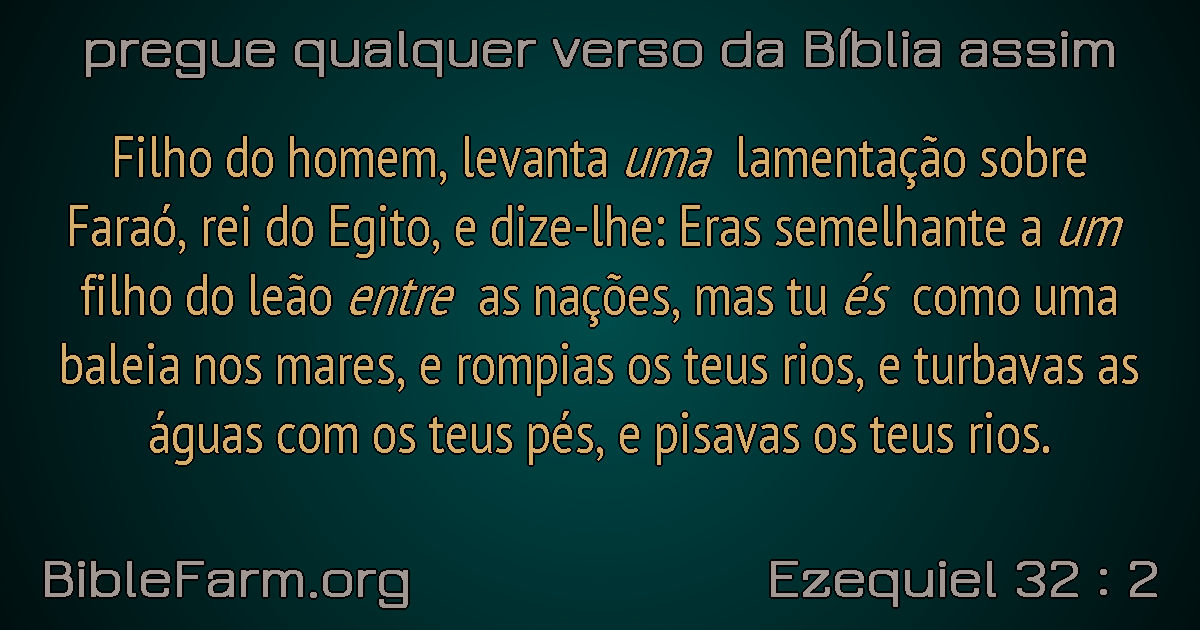 pregue qualquer verso da Bíblia assim
Filho do homem, levanta uma lamentação sobre
Faraó, rei do Egito, e dize-lhe: Eras semelhante a um
filho do leão entre as nações, mas tu és como uma
baleia nos mares, e rompias os teus rios, e turbavas as
águas com os teus pés, e pisavas os teus rios.
BibleFarm.org
Ezequiel 32 : 2